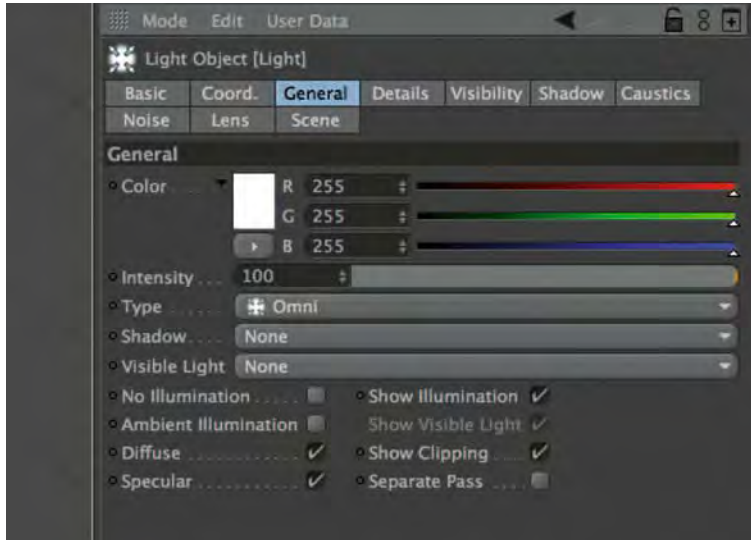 Mode Edit User Data
Light Object [Light]
Basic Coord. General Details Visibility Shadow Caustics
Noise Lens Scene
General
Color R 255
G 255
B 255
Intensity 100
Type Omni
Shadow None
Visible Light None
No Illumination Show Illumination
Ambient Illumination Show Visible Light
Diffuse Show Clipping
Specular Separate Pass